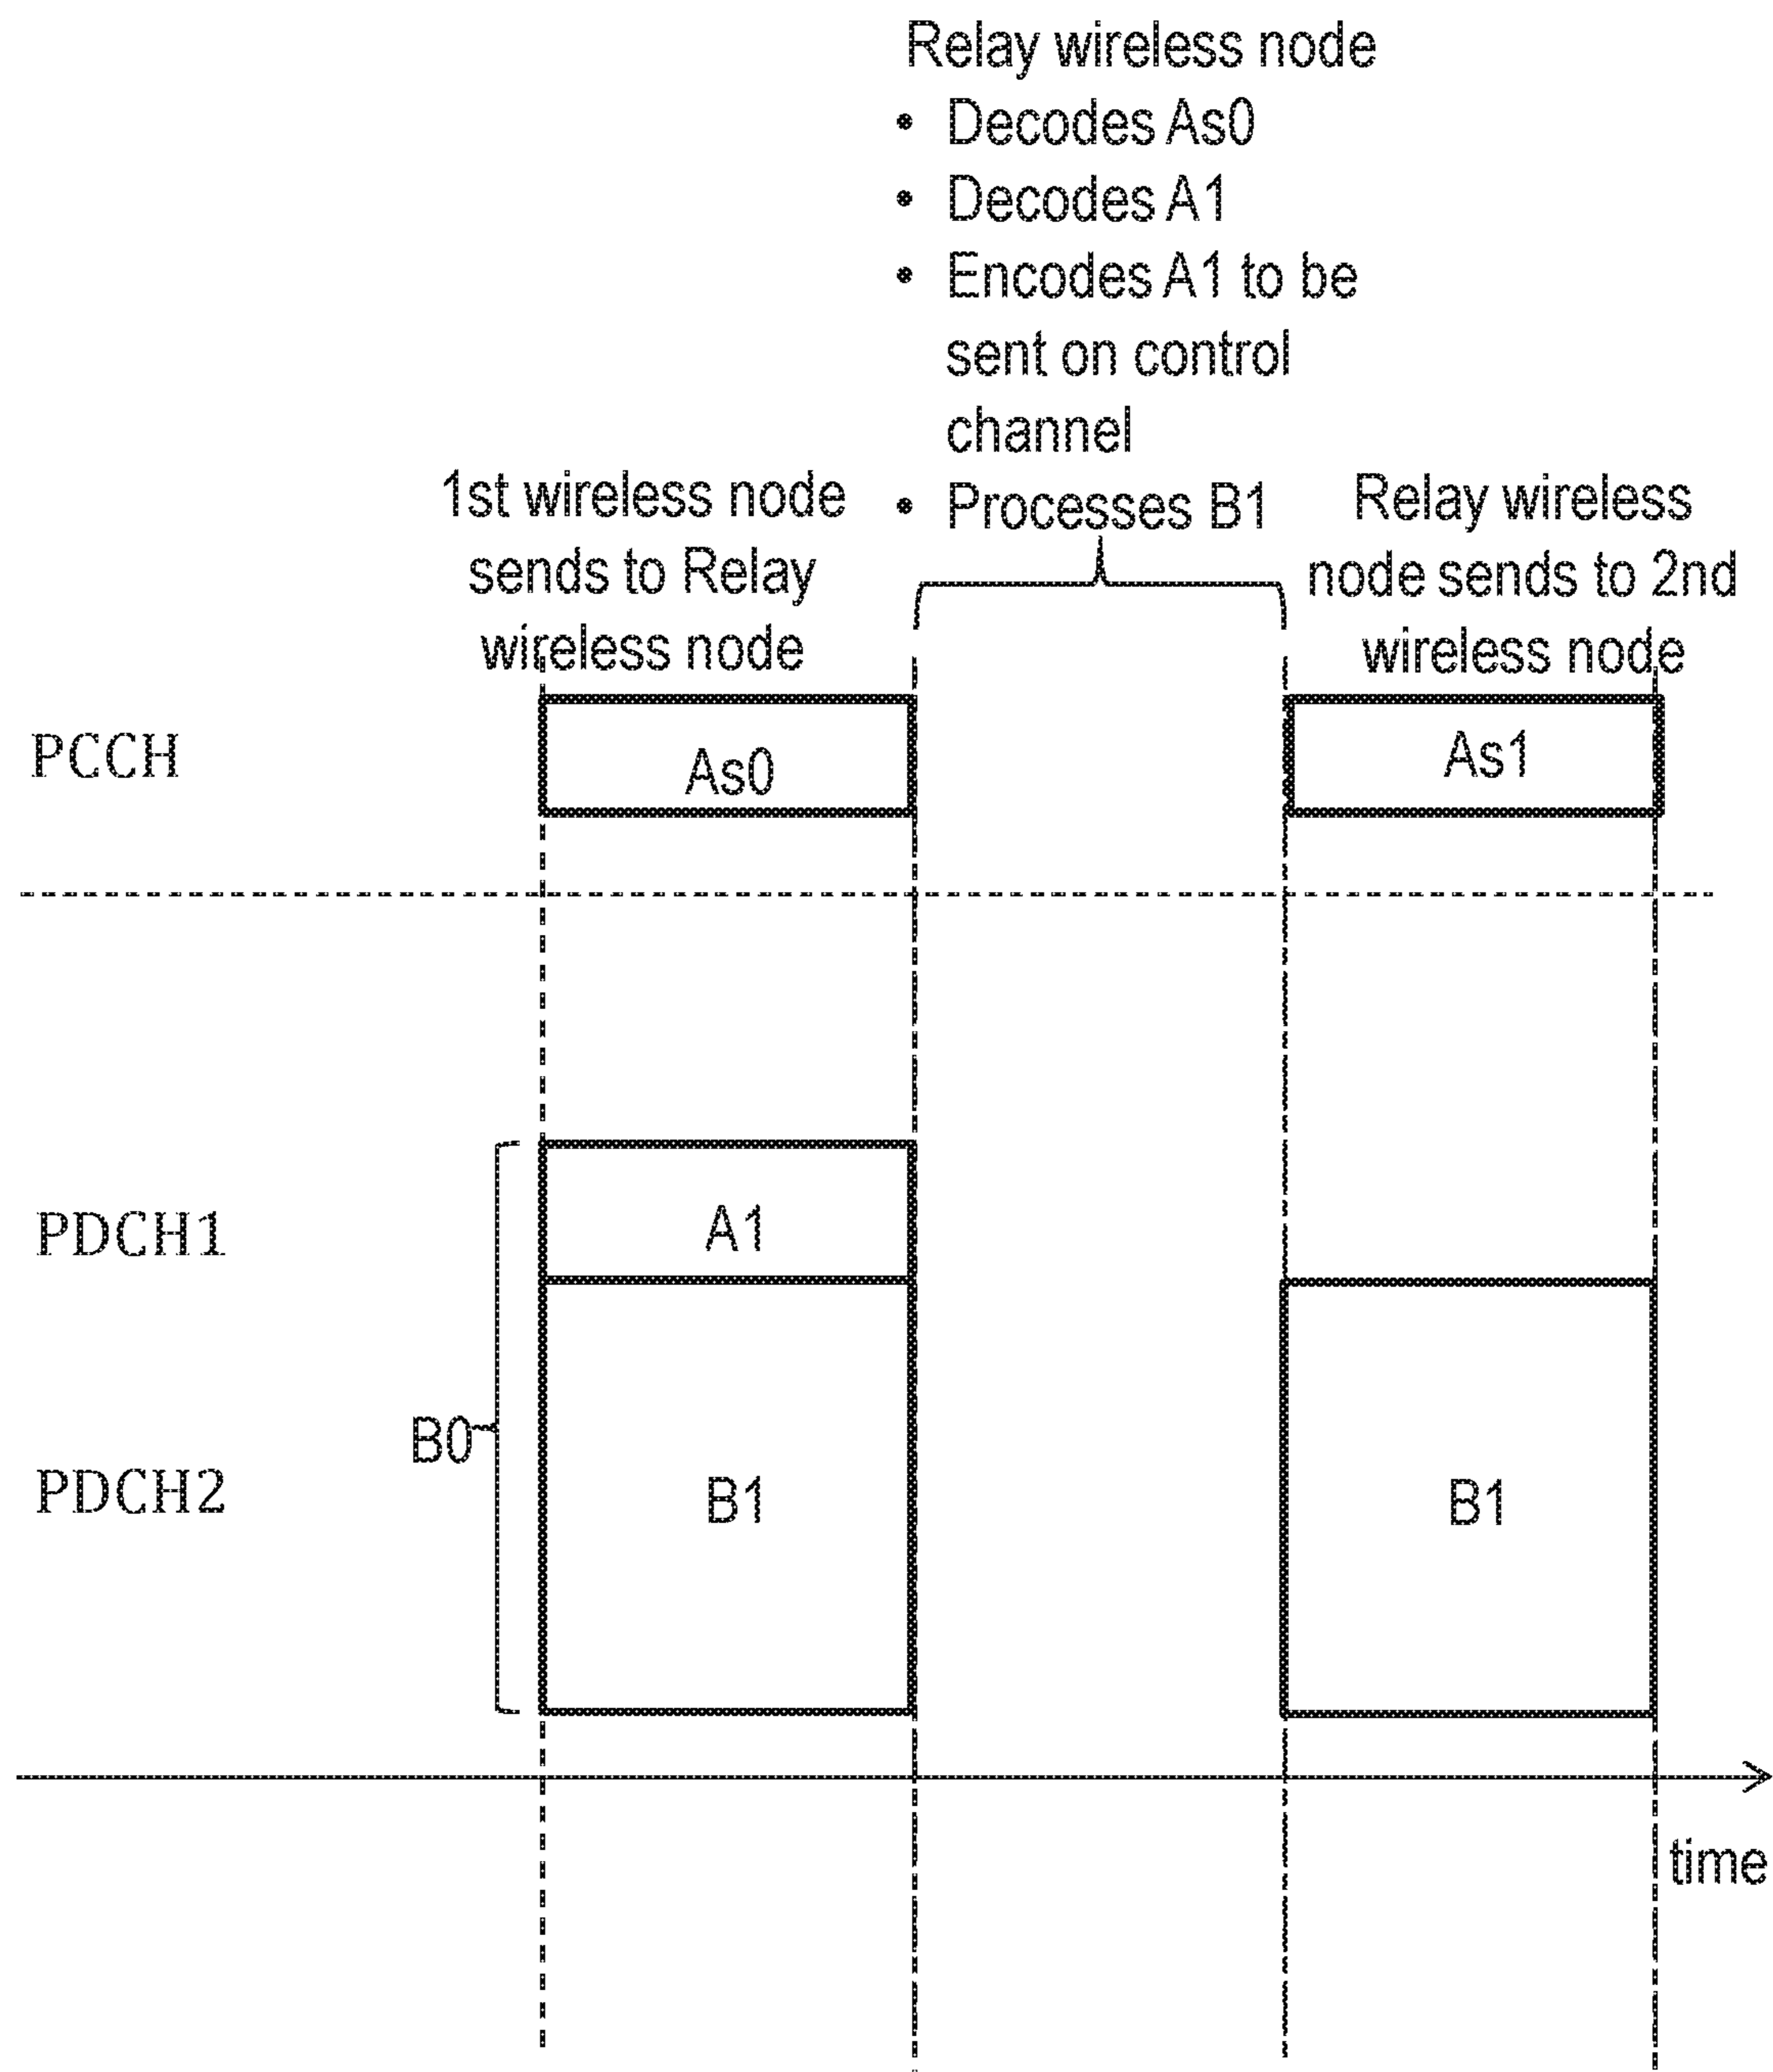 Relay wireless node
• Decodes As0
• Decodes A1
• Encodes A1 to be
sent on control
channel
• Processes B1
1st wireless node
sends to Relay
wireless node
Relay wireless
node sends to 2nd
wireless node
PCCH
As0
As1
PDCH1
A1
B0
PDCH2
B1
B1
time